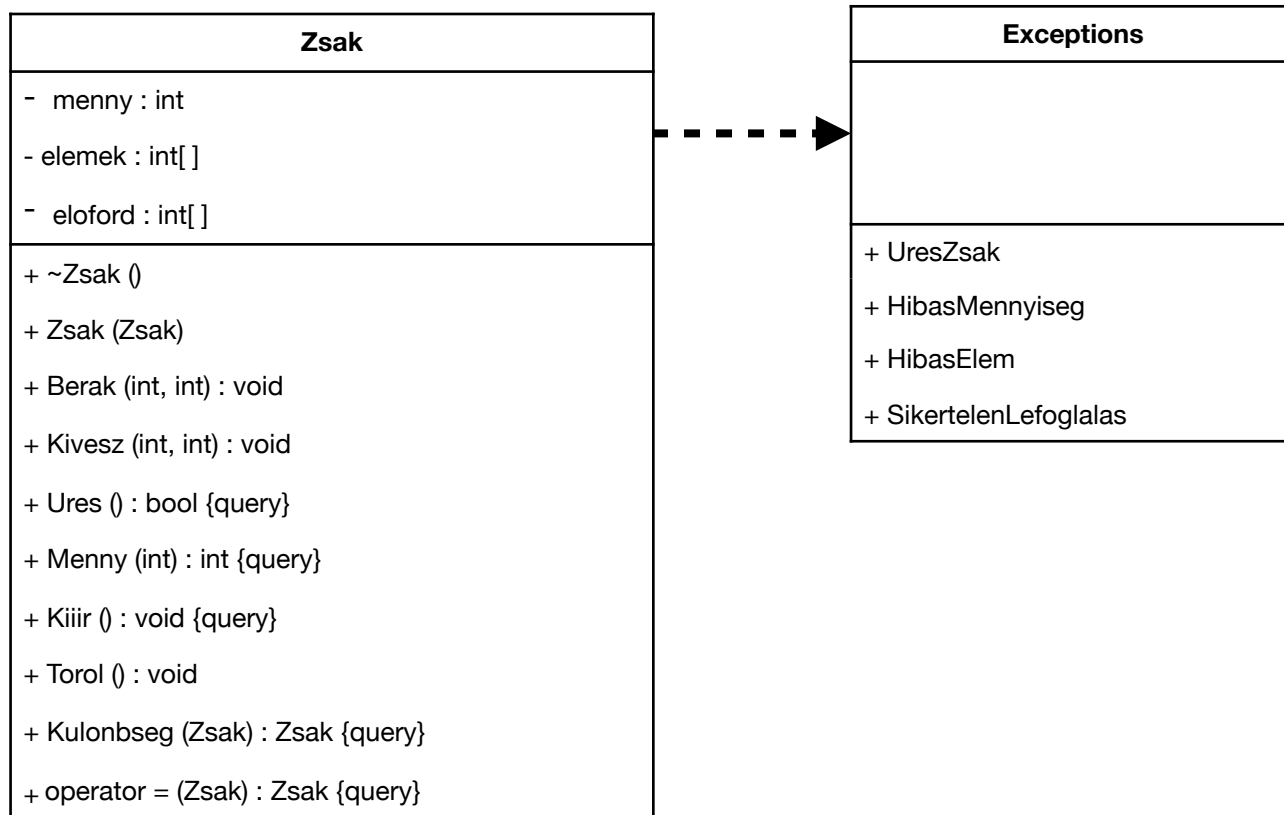 Zsak
- menny : int
- elemek : int[ ]
- eloford : int[ ]
+ ~Zsak ()
+ Zsak (Zsak)
+ Berak (int, int) : void
+ Kivesz (int, int) : void
+ Ures () : bool {query}
+ Menny (int) : int {query}
+ Kiiir () : void {query}
+ Torol () : void
+ Kulonbseg (Zsak) : Zsak {query}
+ operator = (Zsak) : Zsak {query}
Exceptions
+ UresZsak
+ HibasMennyiseg
+ HibasElem
+ SikertelenLefoglalas